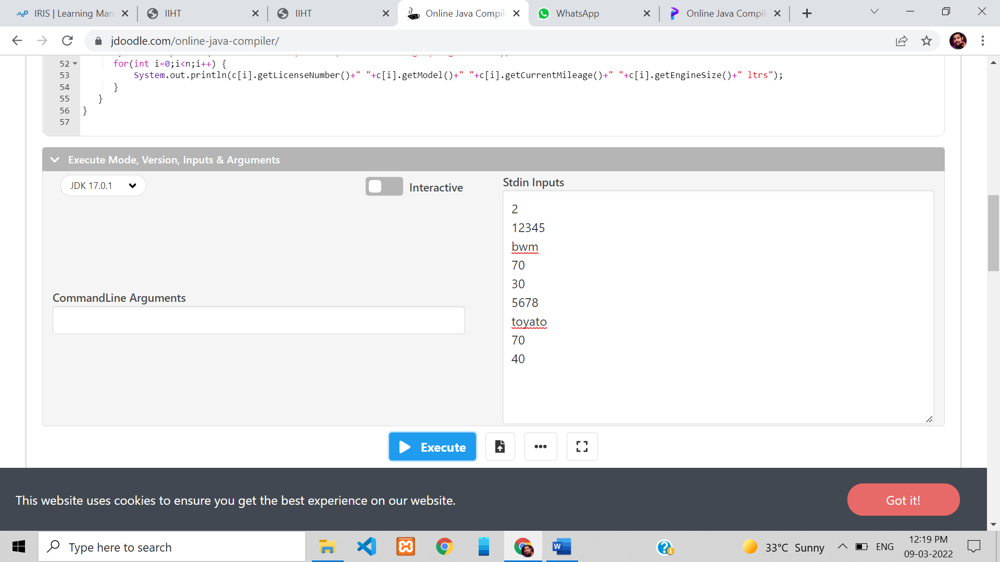 IRIS | Learning Man
IIHT
IIHT
Online Java Compil
WhatsApp
Online Java Compil
jdoodle.com/online-java-compiler/
52 for(int i=0;i<n;i++) {
53 System.out.println(c[i].getLicenseNumber()+" "+c[i].getModel()+" "+c[i].getCurrentMileage()+" "+c[i].getEngineSize()+" ltrs");
54 }
55 }
56 }
57
Execute Mode, Version, Inputs & Arguments
JDK 17.0.1
Interactive
Stdin Inputs
2
12345
bwm
70
30
5678
toyato
70
40
CommandLine Arguments
Execute
This website uses cookies to ensure you get the best experience on our website.
Got it!
Type here to search
33°C Sunny
ENG
12:19 PM
09-03-2022